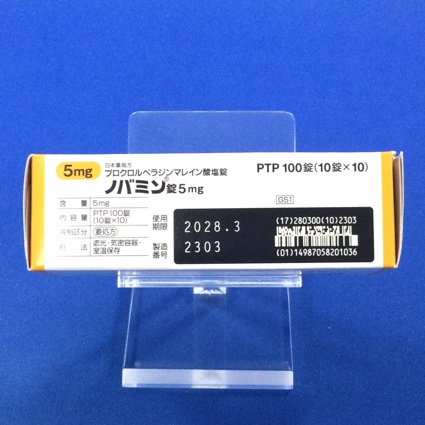 5mg
日本薬局方
プロクロルペラジンマレイン酸塩錠
ノバミン®錠5mg
PTP 100錠(10錠×10)
含 量 5mg
内 容 量 PTP100錠
(10錠×10)
規制区分 劇 処方
貯 法 遮光・気密容器・
室温保存
使用
期限
2028.3
製造
番号
2303
GS1
(17)280300(10)2303
(01)14987058201036